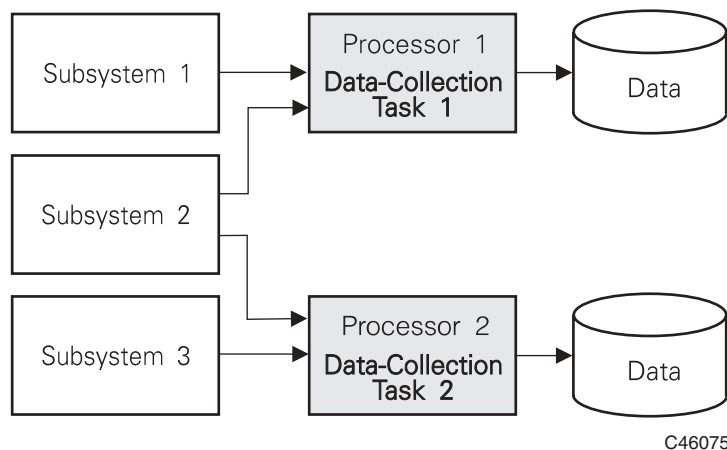 Subsystem 1
Processor 1
Data-Collection
Task 1
Data
Subsystem 2
Subsystem 3
Processor 2
Data-Collection
Task 2
Data
C46075